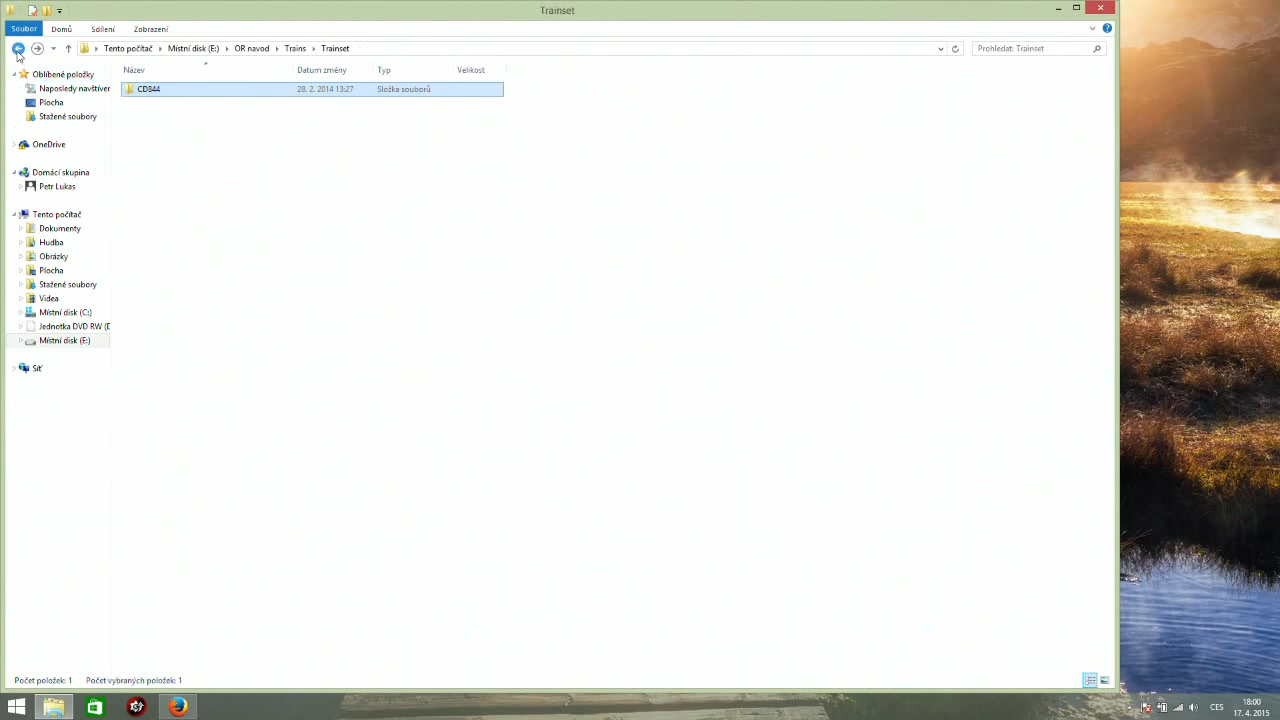 Trainset
Soubor Domů Sdílení Zobrazení
Tento počítač Místní disk (E:) OR navod Trains Trainset Prohledat: Trainset
Název Datum změny Typ Velikost
CD844 28. 2. 2014 13:27 Složka souborů
Oblíbené položky
Naposledy navštíven
Plocha
Stažené soubory
OneDrive
Domácí skupina
Petr Lukas
Tento počítač
Dokumenty
Hudba
Obrázky
Plocha
Stažené soubory
Videa
Místní disk (C:)
Jednotka DVD RW (D
Místní disk (E:)
Síť
Počet položek: 1 Počet vybraných položek: 1
CES
18:00
17. 4. 2015